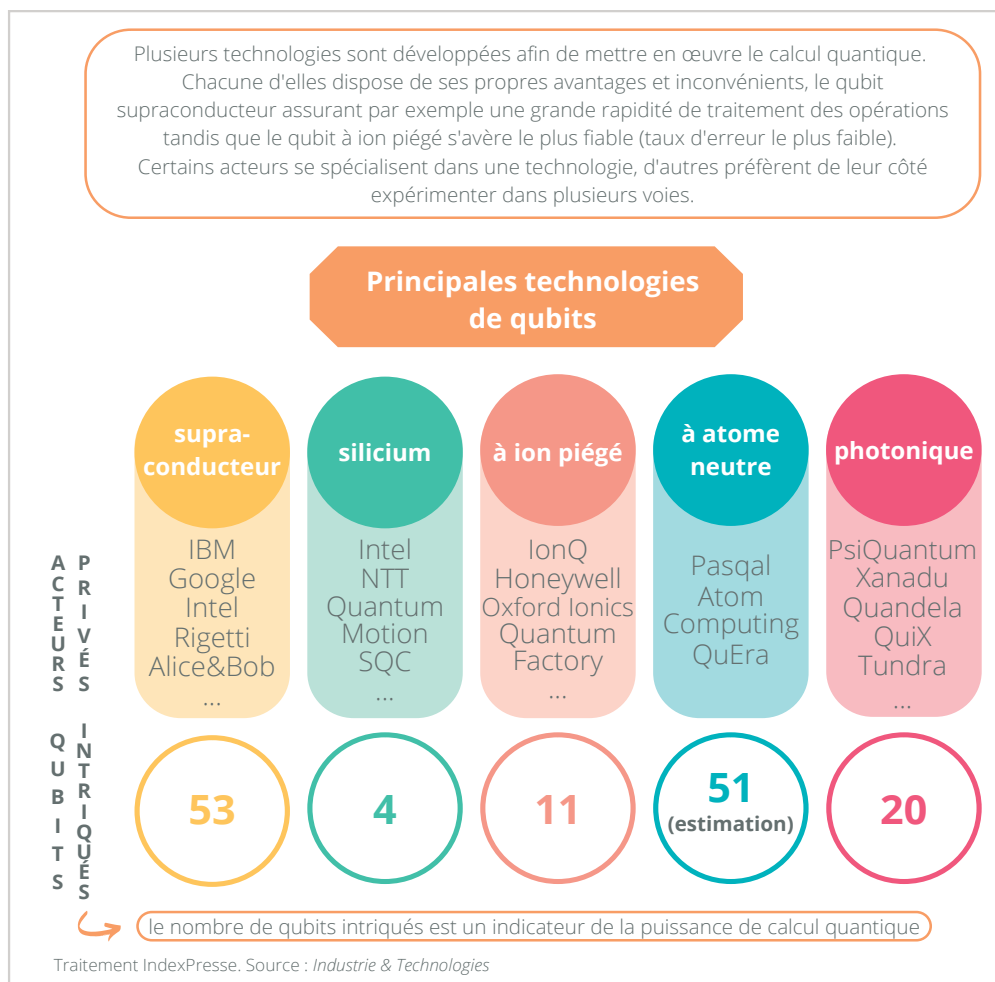 Plusieurs technologies sont développées afin de mettre en œuvre le calcul quantique.
Chacune d'elles dispose de ses propres avantages et inconvénients, le qubit
supraconducteur assurant par exemple une grande rapidité de traitement des opérations
tandis que le qubit à ion piégé s'avère le plus fiable (taux d'erreur le plus faible).
Certains acteurs se spécialisent dans une technologie, d'autres préfèrent de leur côté
expérimenter dans plusieurs voies.
Principales technologies
de qubits
supra-
conducteur
silicium
à ion piégé
à atome
neutre
photonique
ACTEURS
PRIVÉS
IBM
Google
Intel
Rigetti
Alice&Bob
...
Intel
NTT
Quantum
Motion
SQC
...
IonQ
Honeywell
Oxford Ionics
Quantum
Factory
...
Pasqal
Atom
Computing
QuEra
PsiQuantum
Xanadu
Quandela
QuiX
Tundra
...
QUBITS
INTRIQUÉS
53
4
11
51
(estimation)
20
le nombre de qubits intriqués est un indicateur de la puissance de calcul quantique
Traitement IndexPresse. Source : Industrie & Technologies